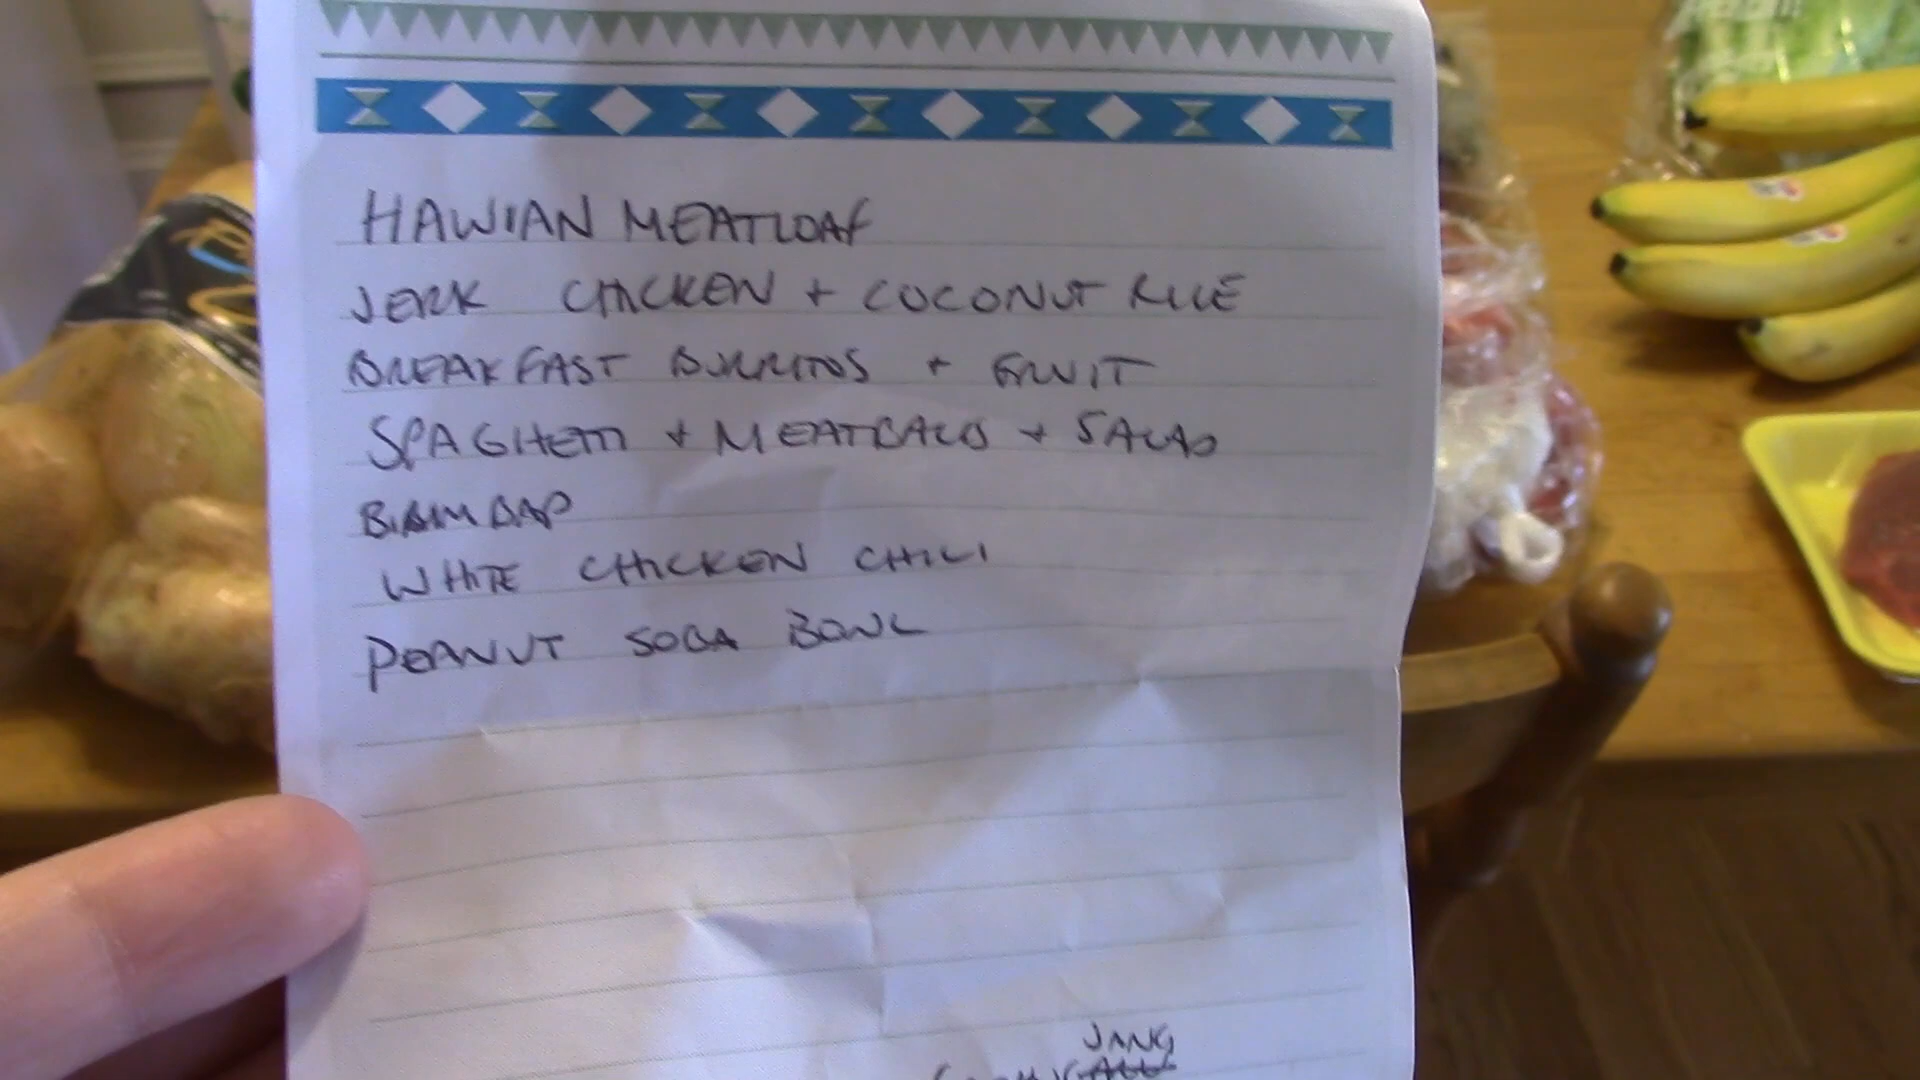 HAWIAN MEATLOAF
JERK CHICKEN + COCONUT RICE
BREAKFAST BURRITOS + FRUIT
SPAGHETTI + MEATBALLS + SALAD
BIBIMBAP
WHITE CHICKEN CHILI
PEANUT SOBA BOWL
JANG